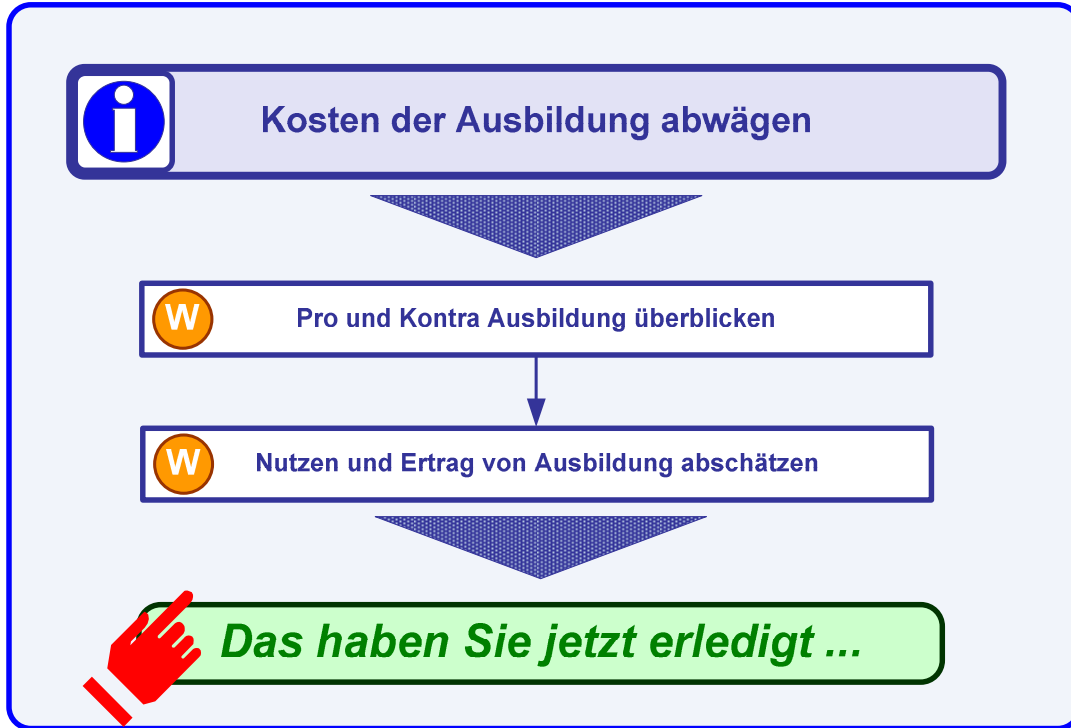 Kosten der Ausbildung abwägen
W
Pro und Kontra Ausbildung überblicken
W
Nutzen und Ertrag von Ausbildung abschätzen
Das haben Sie jetzt erledigt ...